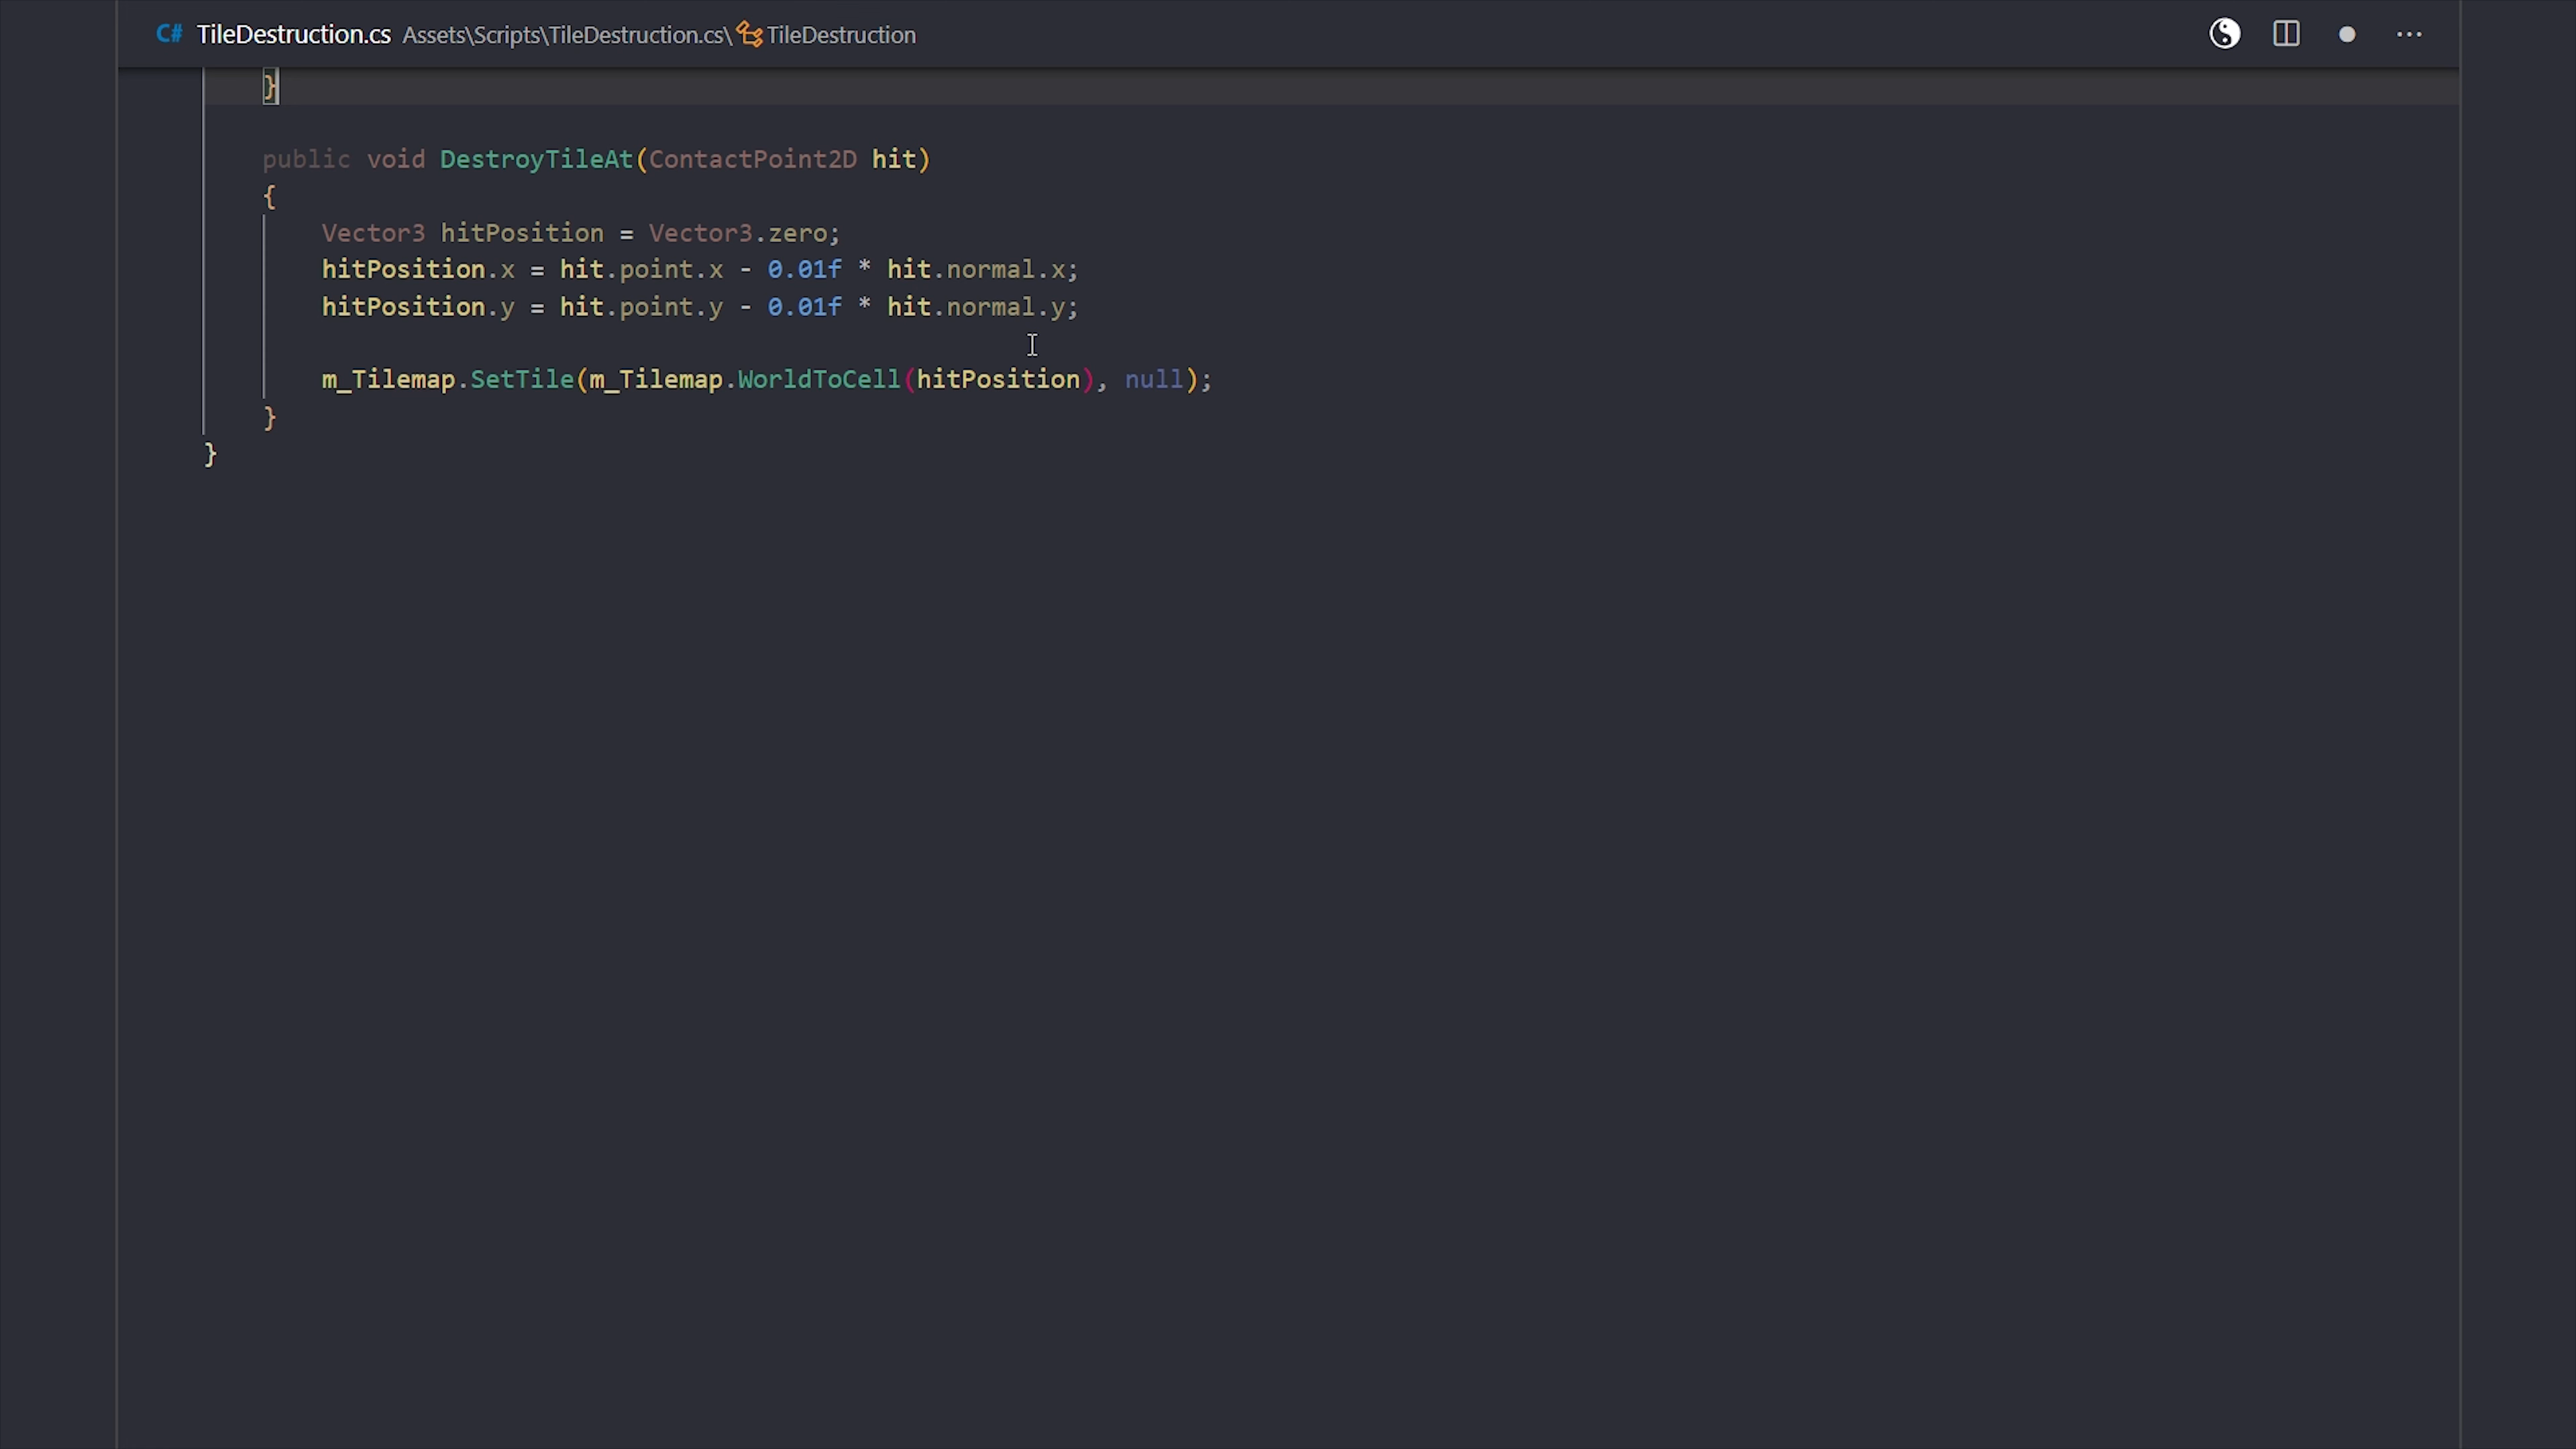 C# TileDestruction.cs Assets\Scripts\TileDestruction.cs\ TileDestruction
}
public void DestroyTileAt(ContactPoint2D hit)
{
Vector3 hitPosition = Vector3.zero;
hitPosition.x = hit.point.x - 0.01f * hit.normal.x;
hitPosition.y = hit.point.y - 0.01f * hit.normal.y;
m_Tilemap.SetTile(m_Tilemap.WorldToCell(hitPosition), null);
}
}